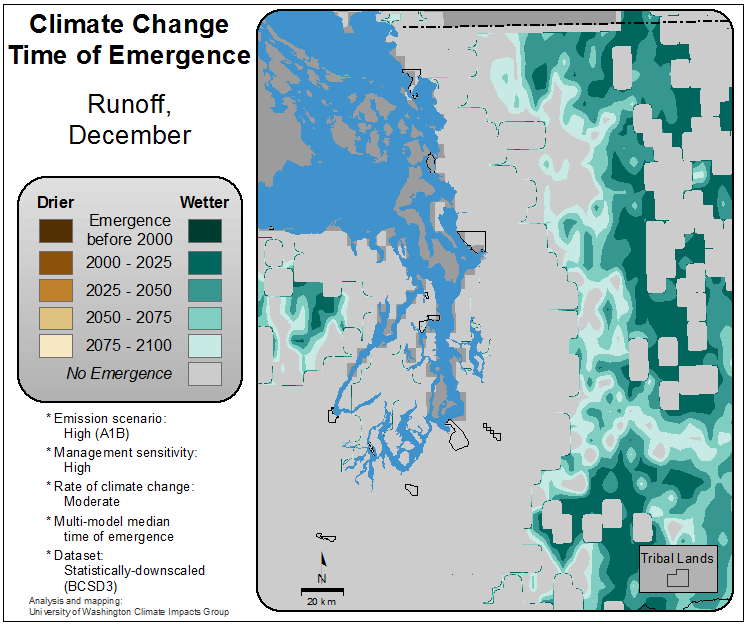 Climate Change
Time of Emergence
Runoff,
December
Drier
Wetter
Emergence
before 2000
2000 - 2025
2025 - 2050
2050 - 2075
2075 - 2100
No Emergence
* Emission scenario:
High (A1B)
* Management sensitivity:
High
* Rate of climate change:
Moderate
* Multi-model median
time of emergence
* Dataset:
Statistically-downscaled
(BCSD3)
Analysis and mapping:
University of Washington Climate Impacts Group
N
20 km
Tribal Lands